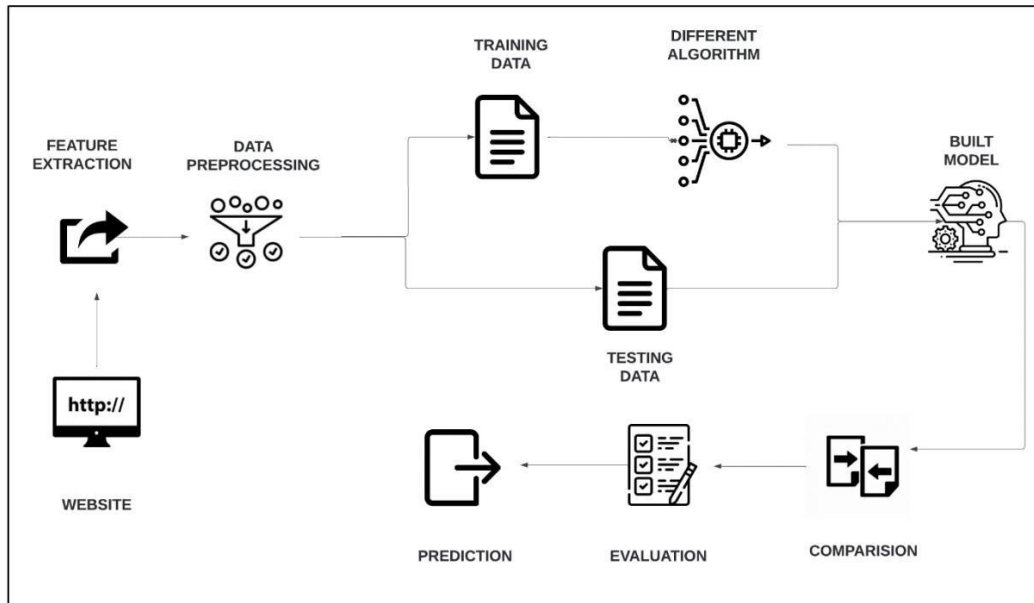 TRAINING
DATA
DIFFERENT
ALGORITHM
FEATURE
EXTRACTION
DATA
PREPROCESSING
BUILT
MODEL
http://
WEBSITE
TESTING
DATA
PREDICTION
EVALUATION
COMPARISION